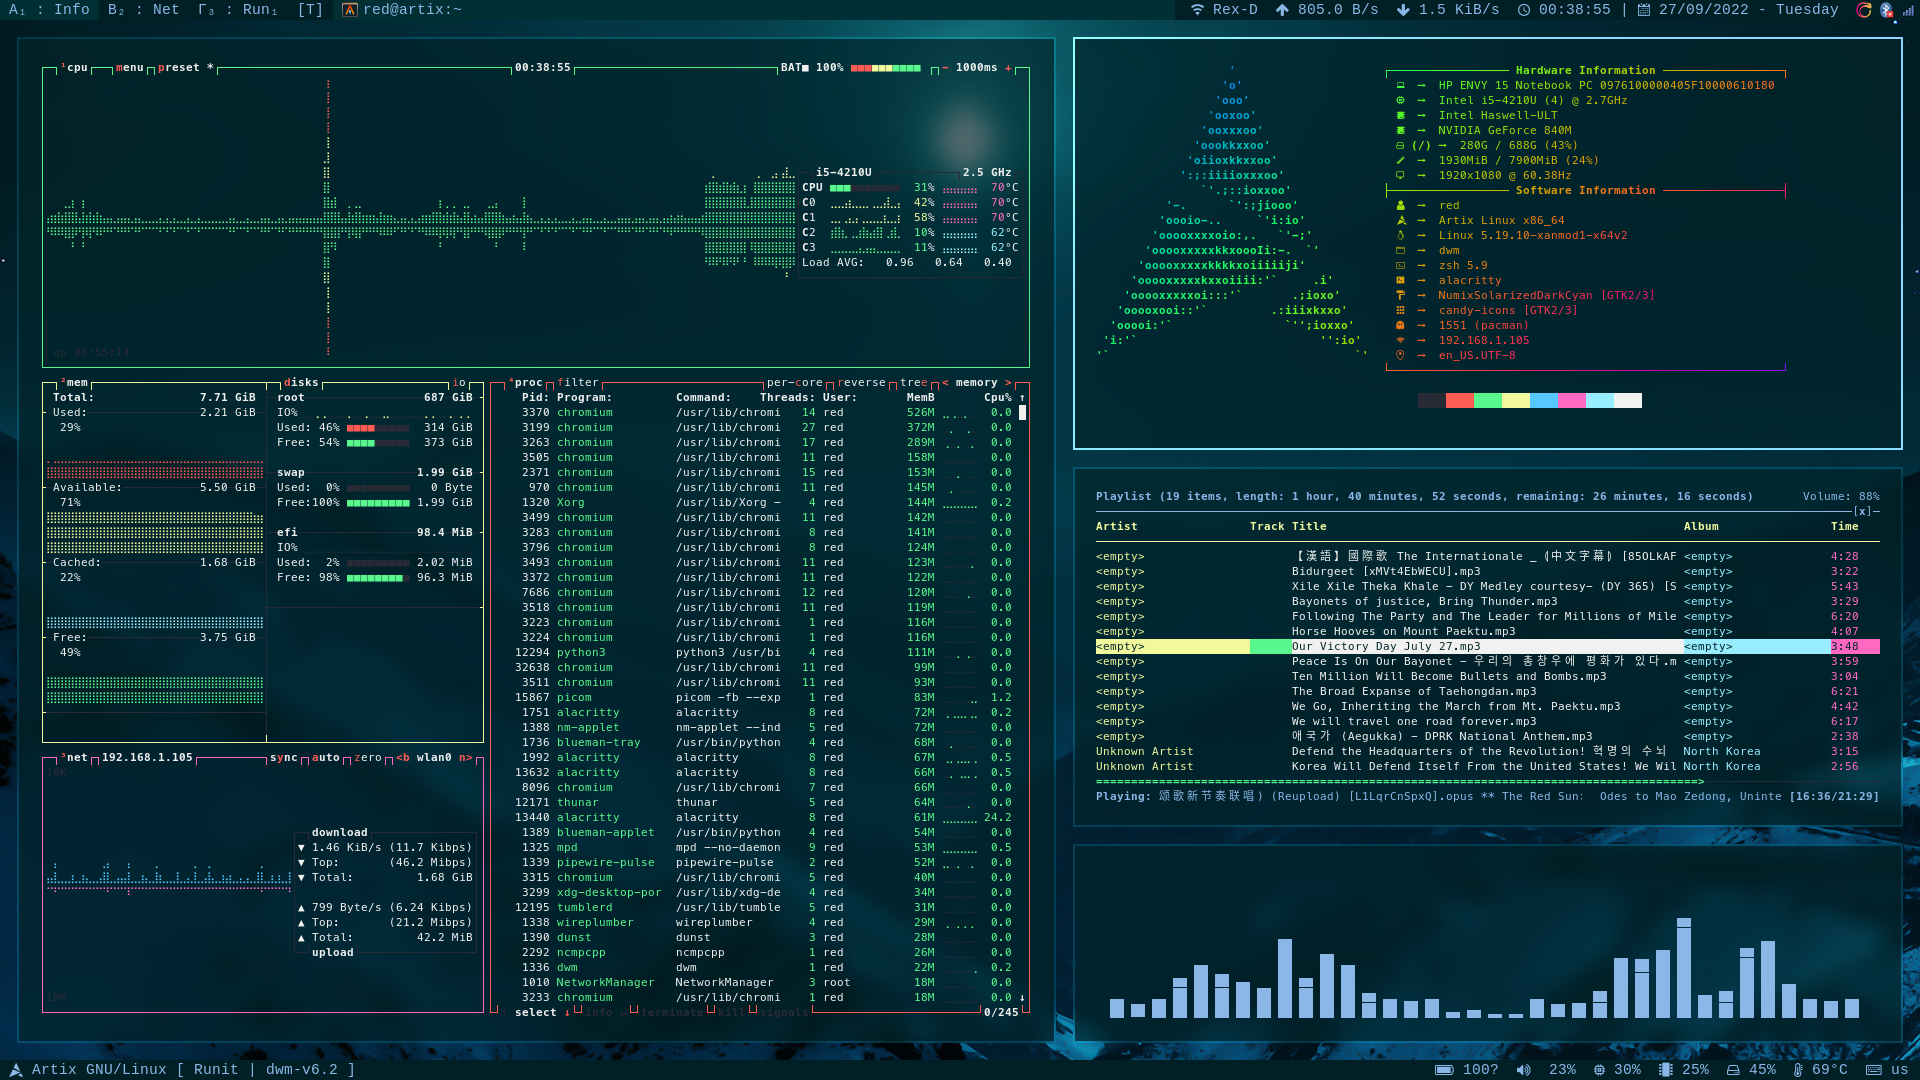 A₁ : Info B₂ : Net Γ₃ : Run₁ [T] red@artix:~ Rex-D 805.0 B/s 1.5 KiB/s 00:38:55 | 27/09/2022 - Tuesday
¹cpu menu preset * 00:38:55 BAT■ 100% - 1000ms +
i5-4210U 2.5 GHz
CPU 31% 70°C
C0 42% 70°C
C1 58% 70°C
C2 10% 62°C
C3 11% 62°C
Load AVG: 0.96 0.64 0.40
up 06:55:14
²mem disks io
Total: 7.71 GiB root 687 GiB
Used: 2.21 GiB IO%
29% Used: 46% 314 GiB
Free: 54% 373 GiB
swap 1.99 GiB
Available: 5.50 GiB Used: 0% 0 Byte
71% Free:100% 1.99 GiB
efi 98.4 MiB
IO%
Cached: 1.68 GiB Used: 2% 2.02 MiB
22% Free: 98% 96.3 MiB
Free: 3.75 GiB
49%
³net 192.168.1.105 sync auto zero <b wlan0 n>
10K
download
▼ 1.46 KiB/s (11.7 Kibps)
▼ Top: (46.2 Mibps)
▼ Total: 1.68 GiB
▲ 799 Byte/s (6.24 Kibps)
▲ Top: (21.2 Mibps)
▲ Total: 42.2 MiB
upload
10K
⁴proc filter per-core reverse tree < memory >
Pid: Program: Command: Threads: User: MemB Cpu% ↑
3370 chromium /usr/lib/chromi 14 red 526M 0.0
3199 chromium /usr/lib/chromi 27 red 372M 0.0
3263 chromium /usr/lib/chromi 17 red 289M 0.0
3505 chromium /usr/lib/chromi 11 red 158M 0.0
2371 chromium /usr/lib/chromi 15 red 153M 0.0
970 chromium /usr/lib/chromi 11 red 145M 0.0
1320 Xorg /usr/lib/Xorg - 4 red 144M 0.2
3499 chromium /usr/lib/chromi 11 red 142M 0.0
3283 chromium /usr/lib/chromi 8 red 141M 0.0
3796 chromium /usr/lib/chromi 8 red 124M 0.0
3493 chromium /usr/lib/chromi 11 red 123M 0.0
3372 chromium /usr/lib/chromi 11 red 122M 0.0
7686 chromium /usr/lib/chromi 12 red 120M 0.0
3518 chromium /usr/lib/chromi 11 red 119M 0.0
3223 chromium /usr/lib/chromi 1 red 116M 0.0
3224 chromium /usr/lib/chromi 1 red 116M 0.0
12294 python3 python3 /usr/bi 4 red 111M 0.0
32638 chromium /usr/lib/chromi 11 red 99M 0.0
3511 chromium /usr/lib/chromi 11 red 93M 0.0
15867 picom picom -fb --exp 1 red 83M 1.2
1751 alacritty alacritty 8 red 72M 0.2
1388 nm-applet nm-applet --ind 5 red 72M 0.0
1736 blueman-tray /usr/bin/python 4 red 68M 0.0
1992 alacritty alacritty 8 red 67M 0.5
13632 alacritty alacritty 8 red 66M 0.5
8096 chromium /usr/lib/chromi 7 red 66M 0.0
12171 thunar thunar 5 red 64M 0.0
13440 alacritty alacritty 8 red 61M 24.2
1389 blueman-applet /usr/bin/python 4 red 54M 0.0
1325 mpd mpd --no-daemon 9 red 53M 0.5
1339 pipewire-pulse pipewire-pulse 2 red 52M 0.0
3315 chromium /usr/lib/chromi 5 red 40M 0.0
3299 xdg-desktop-por /usr/lib/xdg-de 4 red 34M 0.0
12195 tumblerd /usr/lib/tumble 5 red 31M 0.0
1338 wireplumber wireplumber 4 red 29M 0.0
1390 dunst dunst 3 red 28M 0.0
2292 ncmpcpp ncmpcpp 1 red 26M 0.0
1336 dwm dwm 1 red 22M 0.2
1010 NetworkManager NetworkManager 3 root 18M 0.0
3233 chromium /usr/lib/chromi 1 red 18M 0.0 ↓
↑ select ↓ info ↵ terminate kill signals 0/245
'
'o'
'ooo'
'ooxoo'
'ooxxxoo'
'oookkxxoo'
'oiioxkkxxoo'
':;:iiiioxxxoo'
`'.;::ioxxoo'
'-. `':;jiooo'
'oooio-.. `'i:io'
'ooooxxxxoio:,. `'-;'
'ooooxxxxxkkxoooIi:-. `'
'ooooxxxxxkkkkxoiiiiiji'
'ooooxxxxxkxxoiiii:'` .i'
'ooooxxxxxoi:::'` .;ioxo'
'ooooxooi::'` .:iiixkxxo'
'ooooi:'` `'';ioxxo'
'i:'` '':io'
'` `'
Hardware Information
→ HP ENVY 15 Notebook PC 0976100000405F10000610180
→ Intel i5-4210U (4) @ 2.7GHz
→ Intel Haswell-ULT
→ NVIDIA GeForce 840M
(/) → 280G / 688G (43%)
→ 1930MiB / 7900MiB (24%)
→ 1920x1080 @ 60.38Hz
Software Information
→ red
→ Artix Linux x86_64
→ Linux 5.19.10-xanmod1-x64v2
→ dwm
→ zsh 5.9
→ alacritty
→ NumixSolarizedDarkCyan [GTK2/3]
→ candy-icons [GTK2/3]
→ 1551 (pacman)
→ 192.168.1.105
→ en_US.UTF-8
Playlist (19 items, length: 1 hour, 40 minutes, 52 seconds, remaining: 26 minutes, 16 seconds) Volume: 88%
[x]
Artist Track Title Album Time
<empty> 【漢語】國際歌 The Internationale _ (中文字幕) [85OLkAF <empty> 4:28
<empty> Bidurgeet [xMVt4EbWECU].mp3 <empty> 3:22
<empty> Xile Xile Theka Khale - DY Medley courtesy- (DY 365) [S <empty> 5:43
<empty> Bayonets of justice, Bring Thunder.mp3 <empty> 3:29
<empty> Following The Party and The Leader for Millions of Mile <empty> 6:20
<empty> Horse Hooves on Mount Paektu.mp3 <empty> 4:07
<empty> Our Victory Day July 27.mp3 <empty> 3:48
<empty> Peace Is On Our Bayonet - 우리의 총창우에 평화가 있다.m <empty> 3:59
<empty> Ten Million Will Become Bullets and Bombs.mp3 <empty> 3:04
<empty> The Broad Expanse of Taehongdan.mp3 <empty> 6:21
<empty> We Go, Inheriting the March from Mt. Paektu.mp3 <empty> 4:42
<empty> We will travel one road forever.mp3 <empty> 6:17
<empty> 애국가 (Aegukka) - DPRK National Anthem.mp3 <empty> 2:38
Unknown Artist Defend the Headquarters of the Revolution! 혁명의 수뇌 North Korea 3:15
Unknown Artist Korea Will Defend Itself From the United States! We Wil North Korea 2:56
Playing: 颂歌新节奏联唱) (Reupload) [L1LqrCnSpxQ].opus ** The Red Sun: Odes to Mao Zedong, Uninte [16:36/21:29]
Artix GNU/Linux [ Runit | dwm-v6.2 ] 100? 23% 30% 25% 45% 69°C us